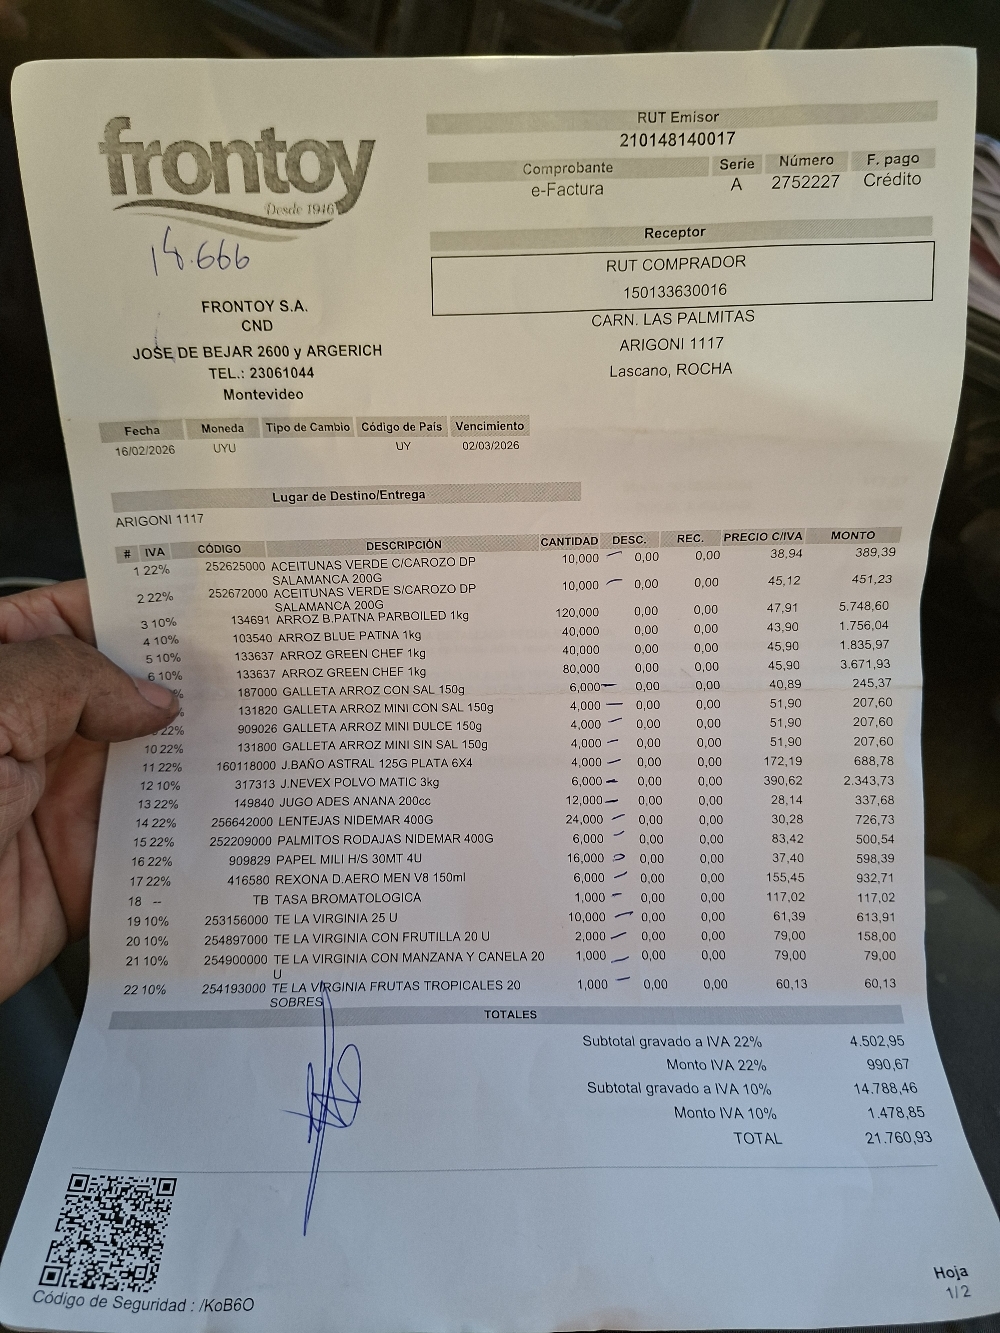 frontoy
Desde 1946
14.666
FRONTOY S.A.
CND
JOSE DE BEJAR 2600 y ARGERICH
TEL.: 23061044
Montevideo
RUT Emisor
210148140017
Comprobante Serie Número F. pago
e-Factura A 2752227 Crédito
Receptor
RUT COMPRADOR
150133630016
CARN. LAS PALMITAS
ARIGONI 1117
Lascano, ROCHA
Fecha Moneda Tipo de Cambio Código de País Vencimiento
16/02/2026 UYU UY 02/03/2026
Lugar de Destino/Entrega
ARIGONI 1117
# IVA CÓDIGO DESCRIPCIÓN CANTIDAD DESC. REC. PRECIO C/IVA MONTO
1 22% 252625000 ACEITUNAS VERDE C/CAROZO DP 10,000 0,00 0,00 38,94 389,39
SALAMANCA 200G
2 22% 252672000 ACEITUNAS VERDE S/CAROZO DP 10,000 0,00 0,00 45,12 451,23
SALAMANCA 200G
3 10% 134691 ARROZ B.PATNA PARBOILED 1kg 120,000 0,00 0,00 47,91 5.748,60
4 10% 103540 ARROZ BLUE PATNA 1kg 40,000 0,00 0,00 43,90 1.756,04
5 10% 133637 ARROZ GREEN CHEF 1kg 40,000 0,00 0,00 45,90 1.835,97
6 10% 133637 ARROZ GREEN CHEF 1kg 80,000 0,00 0,00 45,90 3.671,93
187000 GALLETA ARROZ CON SAL 150g 6,000 0,00 0,00 40,89 245,37
131820 GALLETA ARROZ MINI CON SAL 150g 4,000 0,00 0,00 51,90 207,60
22% 909026 GALLETA ARROZ MINI DULCE 150g 4,000 0,00 0,00 51,90 207,60
10 22% 131800 GALLETA ARROZ MINI SIN SAL 150g 4,000 0,00 0,00 51,90 207,60
11 22% 160118000 J.BAÑO ASTRAL 125G PLATA 6X4 4,000 0,00 0,00 172,19 688,78
12 10% 317313 J.NEVEX POLVO MATIC 3kg 6,000 0,00 0,00 390,62 2.343,73
13 22% 149840 JUGO ADES ANANA 200cc 12,000 0,00 0,00 28,14 337,68
14 22% 256642000 LENTEJAS NIDEMAR 400G 24,000 0,00 0,00 30,28 726,73
15 22% 252209000 PALMITOS RODAJAS NIDEMAR 400G 6,000 0,00 0,00 83,42 500,54
16 22% 909829 PAPEL MILI H/S 30MT 4U 16,000 0,00 0,00 37,40 598,39
17 22% 416580 REXONA D.AERO MEN V8 150ml 6,000 0,00 0,00 155,45 932,71
18 -- TB TASA BROMATOLOGICA 1,000 0,00 0,00 117,02 117,02
19 10% 253156000 TE LA VIRGINIA 25 U 10,000 0,00 0,00 61,39 613,91
20 10% 254897000 TE LA VIRGINIA CON FRUTILLA 20 U 2,000 0,00 0,00 79,00 158,00
21 10% 254900000 TE LA VIRGINIA CON MANZANA Y CANELA 20 1,000 0,00 0,00 79,00 79,00
U
22 10% 254193000 TE LA VIRGINIA FRUTAS TROPICALES 20 1,000 0,00 0,00 60,13 60,13
SOBRES
TOTALES
Subtotal gravado a IVA 22% 4.502,95
Monto IVA 22% 990,67
Subtotal gravado a IVA 10% 14.788,46
Monto IVA 10% 1.478,85
TOTAL 21.760,93
Código de Seguridad : /KoB6O
Hoja
1/2